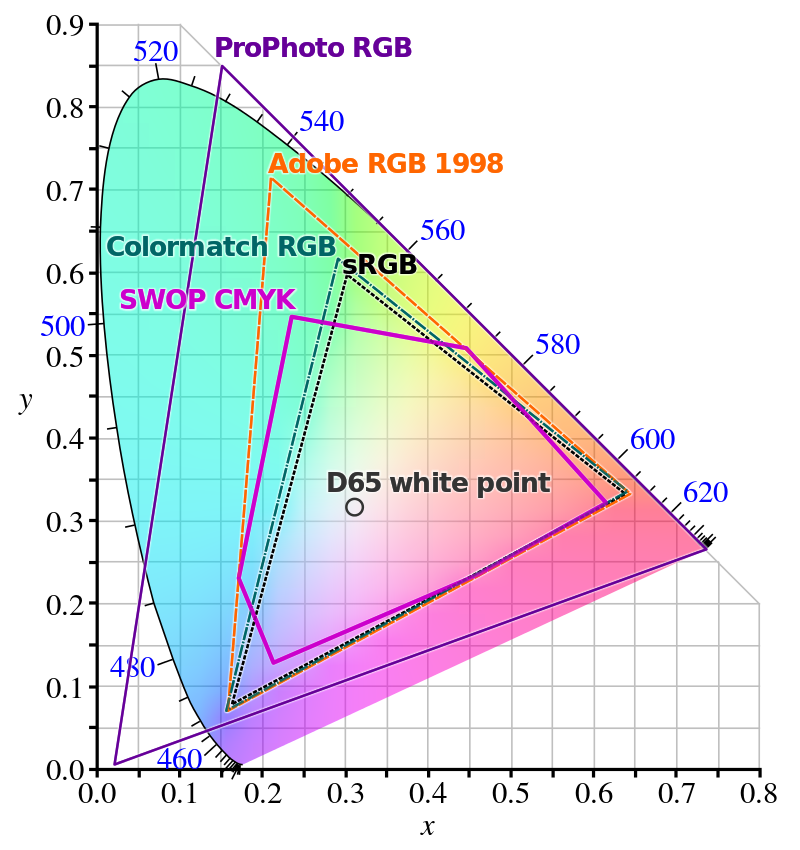 0.9
ProPhoto RGB
520
0.8
540
Adobe RGB 1998
0.7
560
Colormatch RGB
sRGB
0.6
SWOP CMYK
500
580
0.5
y
0.4
600
D65 white point
620
0.3
0.2
480
0.1
460
0.0
0.0 0.1 0.2 0.3 0.4 0.5 0.6 0.7 0.8
x